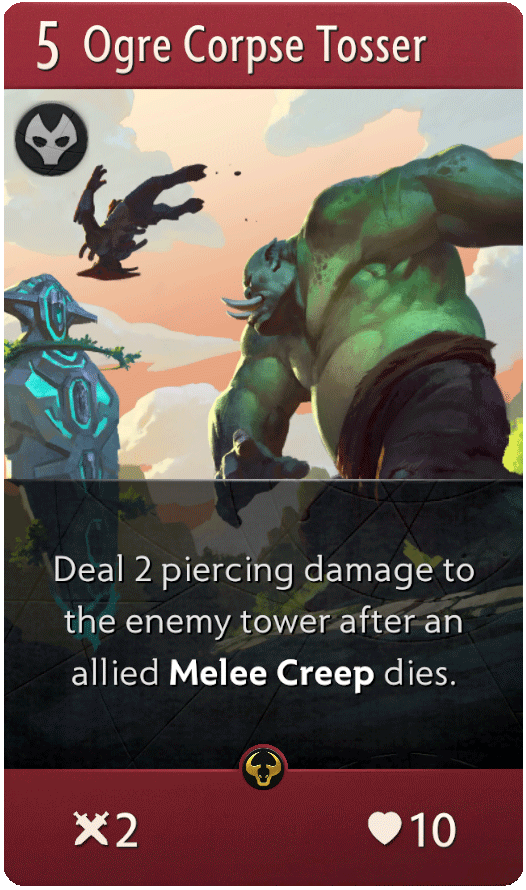 5 Ogre Corpse Tosser
Deal 2 piercing damage to
the enemy tower after an
allied Melee Creep dies.
2 10